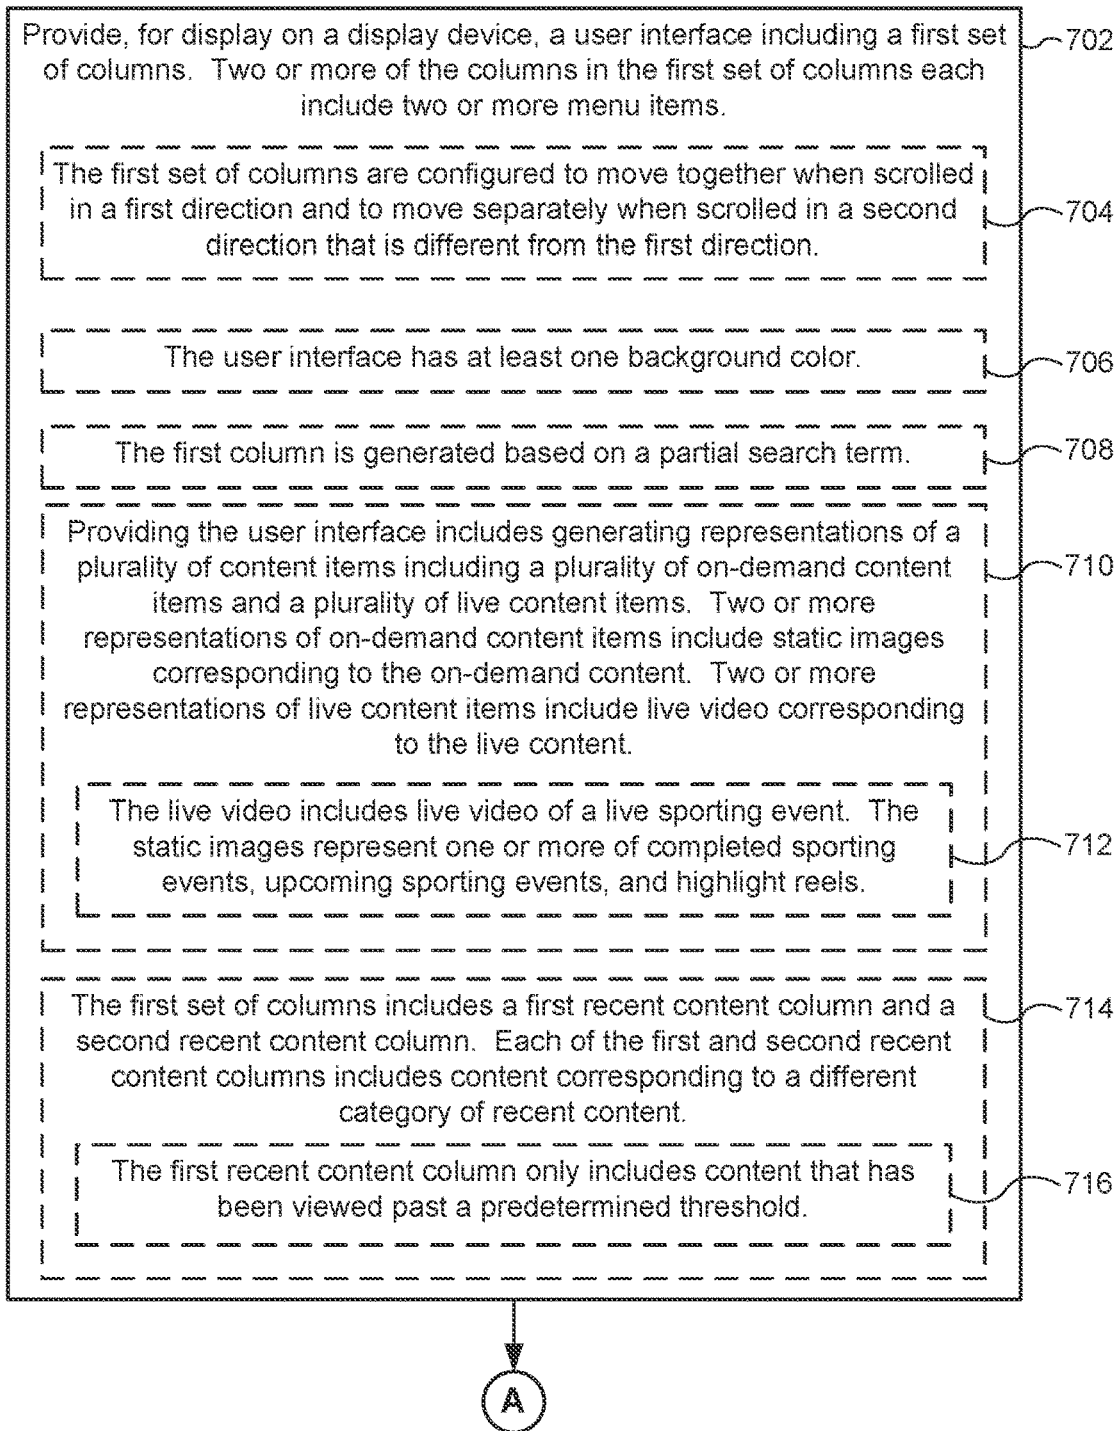 Provide, for display on a display device, a user interface including a first set
702
of columns. Two or more of the columns in the first set of columns each
include two or more menu items.
The first set of columns are configured to move together when scrolled
in a first direction and to move separately when scrolled in a second
704
direction that is different from the first direction.
The user interface has at least one background color.
706
The first column is generated based on a partial search term.
708
Providing the user interface includes generating representations of a
plurality of content items including a plurality of on-demand content
710
items and a plurality of live content items. Two or more
representations of on-demand content items include static images
corresponding to the on-demand content. Two or more
representations of live content items include live video corresponding
to the live content.
The live video includes live video of a live sporting event. The
static images represent one or more of completed sporting
712
events, upcoming sporting events, and highlight reels.
The first set of columns includes a first recent content column and a
714
second recent content column. Each of the first and second recent
content columns includes content corresponding to a different
category of recent content.
The first recent content column only includes content that has
716
been viewed past a predetermined threshold.
A